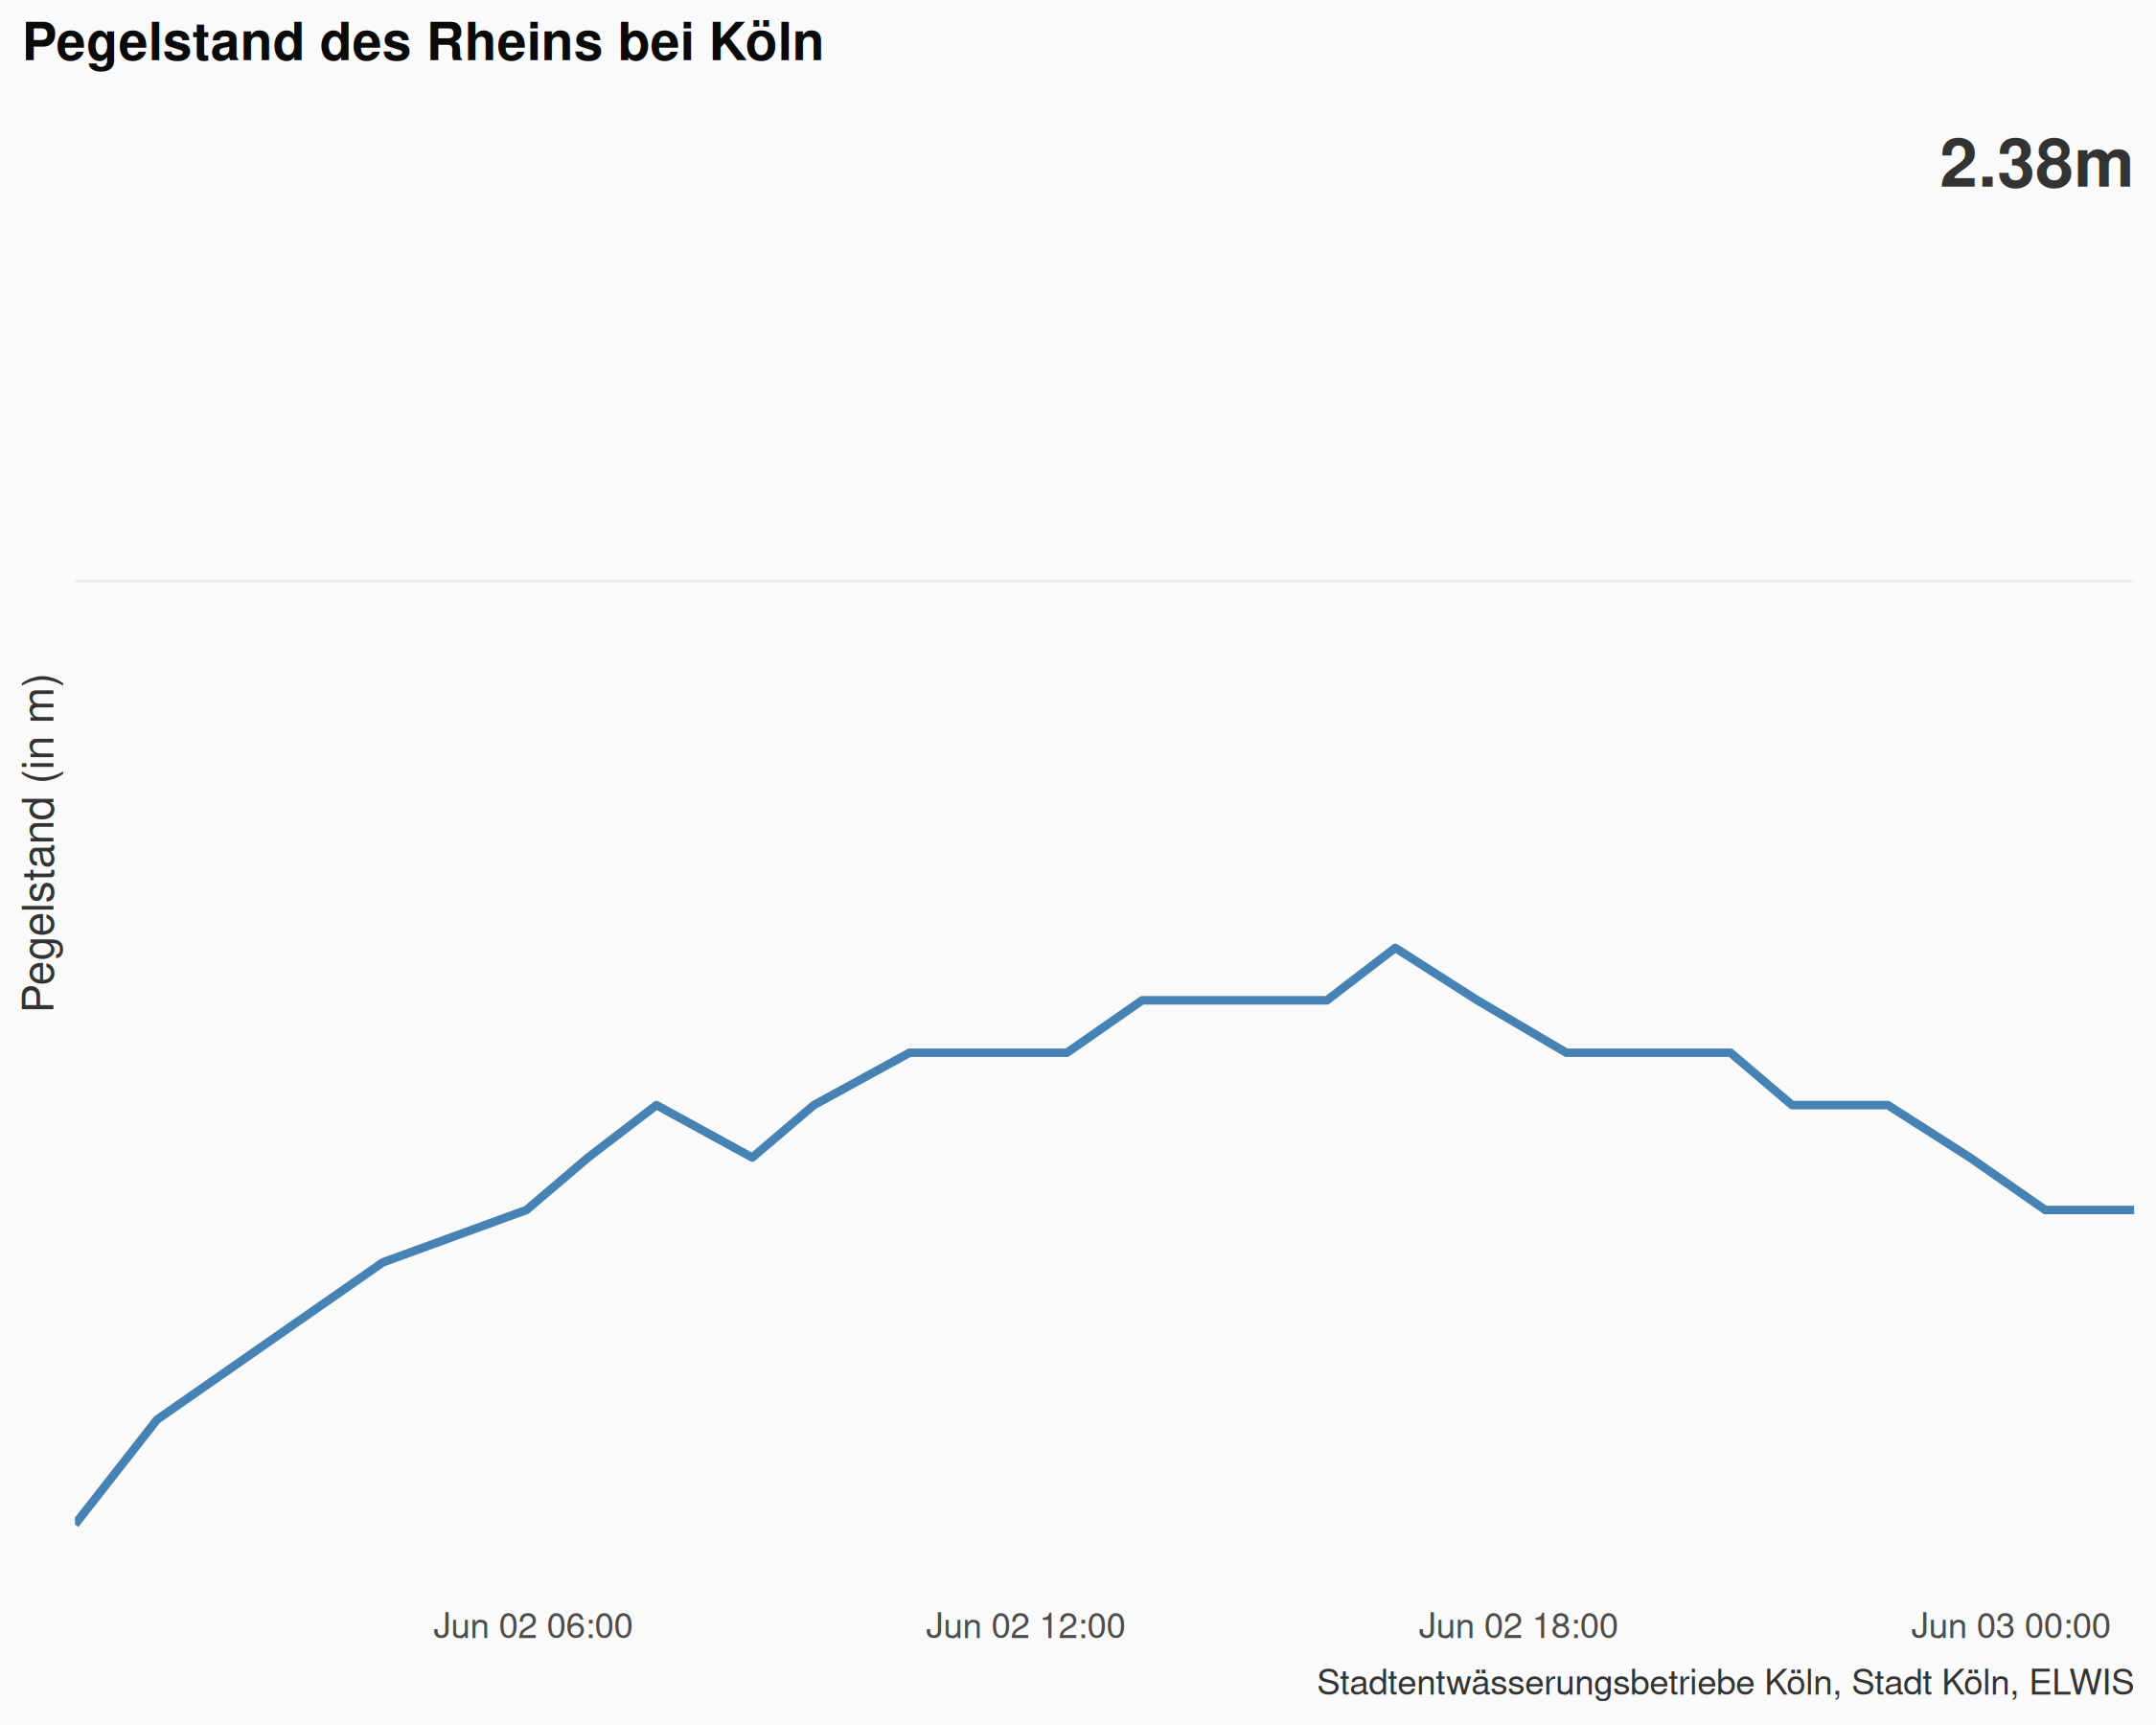 Pegelstand des Rheins bei Köln
2.38m
Pegelstand (in m)
Jun 02 06:00 Jun 02 12:00 Jun 02 18:00 Jun 03 00:00
Stadtentwässerungsbetriebe Köln, Stadt Köln, ELWIS